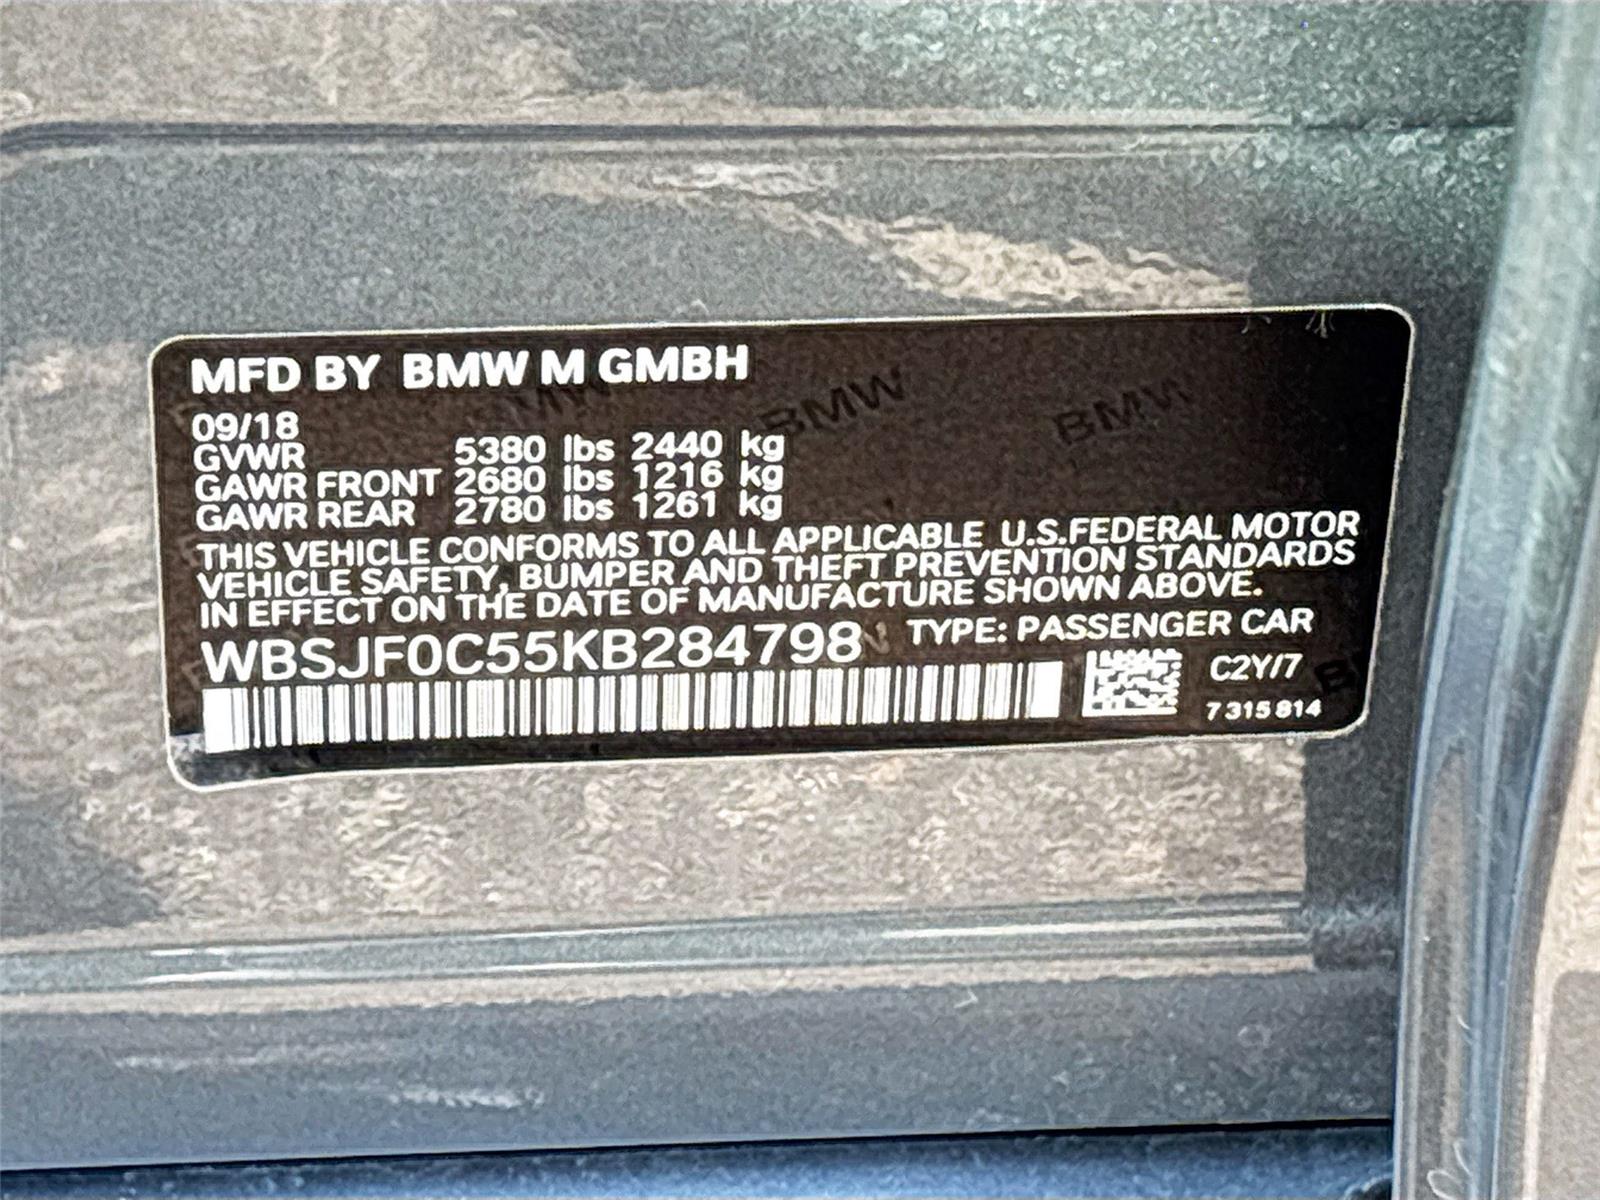 MFD BY BMW M GMBH
09/18
GVWR 5380 lbs 2440 kg
GAWR FRONT 2680 lbs 1216 kg
GAWR REAR 2780 lbs 1261 kg
THIS VEHICLE CONFORMS TO ALL APPLICABLE U.S.FEDERAL MOTOR
VEHICLE SAFETY, BUMPER AND THEFT PREVENTION STANDARDS
IN EFFECT ON THE DATE OF MANUFACTURE SHOWN ABOVE.
WBSJF0C55KB284798 TYPE: PASSENGER CAR
C2Y/7
7 315 814
BMW
BMW